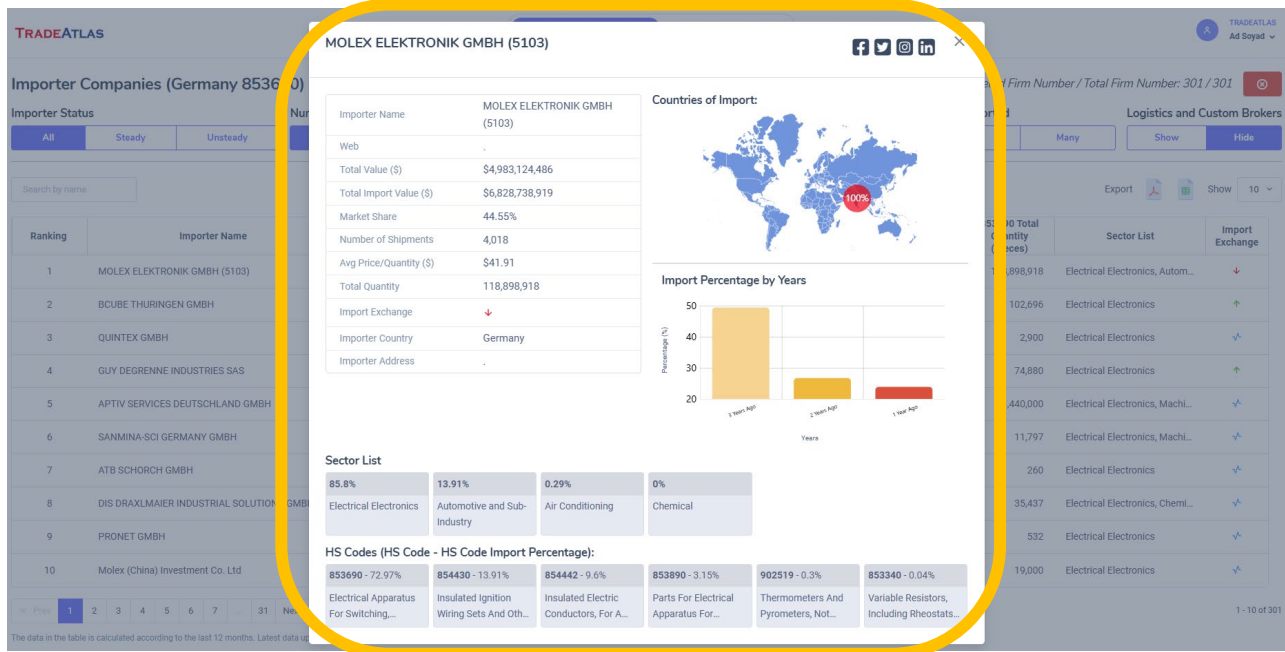 TRADEATLAS
TRADEATLAS
Ad Soyad
Importer Companies (Germany 853690)
Firm Number / Total Firm Number: 301 / 301
Importer Status
All
Steady
Unsteady
Many
Logistics and Custom Brokers
Show
Hide
Search by name
Export
Show
10
Ranking
Importer Name
Total
Quantity
Sector List
Import
Exchange
1
MOLEX ELEKTRONIK GMBH (5103)
,898,918
Electrical Electronics, Autom...
2
BCUBE THURINGEN GMBH
102,696
Electrical Electronics
3
QUINTEX GMBH
2,900
Electrical Electronics
4
GUY DEGRENNE INDUSTRIES SAS
74,880
Electrical Electronics
5
APTIV SERVICES DEUTSCHLAND GMBH
,440,000
Electrical Electronics, Machi...
6
SANMINA-SCI GERMANY GMBH
11,797
Electrical Electronics, Machi...
7
ATB SCHORCH GMBH
260
Electrical Electronics
8
DIS DRAXLMAIER INDUSTRIAL SOLUTION GMB
35,437
Electrical Electronics, Chemi...
9
PRONET GMBH
532
Electrical Electronics
10
Molex (China) Investment Co. Ltd
19,000
Electrical Electronics
Prev 1 2 3 4 5 6 7 ... 31 Ne
1 - 10 of 301
The data in the table is calculated according to the last 12 months. Latest data up
MOLEX ELEKTRONIK GMBH (5103)
Importer Name
MOLEX ELEKTRONIK GMBH
(5103)
Web
.
Total Value ($)
$4,983,124,486
Total Import Value ($)
$6,828,738,919
Market Share
44.55%
Number of Shipments
4,018
Avg Price/Quantity ($)
$41.91
Total Quantity
118,898,918
Import Exchange
Importer Country
Germany
Importer Address
.
Countries of Import:
100%
Import Percentage by Years
50
40
30
20
Percentage (%)
3 Years Ago
2 Years Ago
1 Year Ago
Years
Sector List
85.8%
Electrical Electronics
13.91%
Automotive and Sub-
Industry
0.29%
Air Conditioning
0%
Chemical
HS Codes (HS Code - HS Code Import Percentage):
853690 - 72.97%
Electrical Apparatus
For Switching,...
854430 - 13.91%
Insulated Ignition
Wiring Sets And Oth...
854442 - 9.6%
Insulated Electric
Conductors, For A...
853890 - 3.15%
Parts For Electrical
Apparatus For...
902519 - 0.3%
Thermometers And
Pyrometers, Not...
853340 - 0.04%
Variable Resistors,
Including Rheostats...